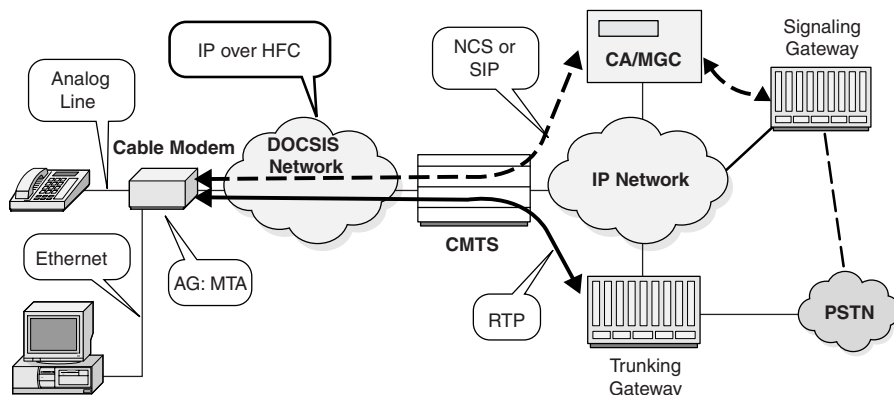 IP over HFC
NCS or
SIP
CA/MGC
Signaling
Gateway
Analog
Line
Cable Modem
DOCSIS
Network
IP Network
CMTS
Ethernet
AG: MTA
RTP
PSTN
Trunking
Gateway